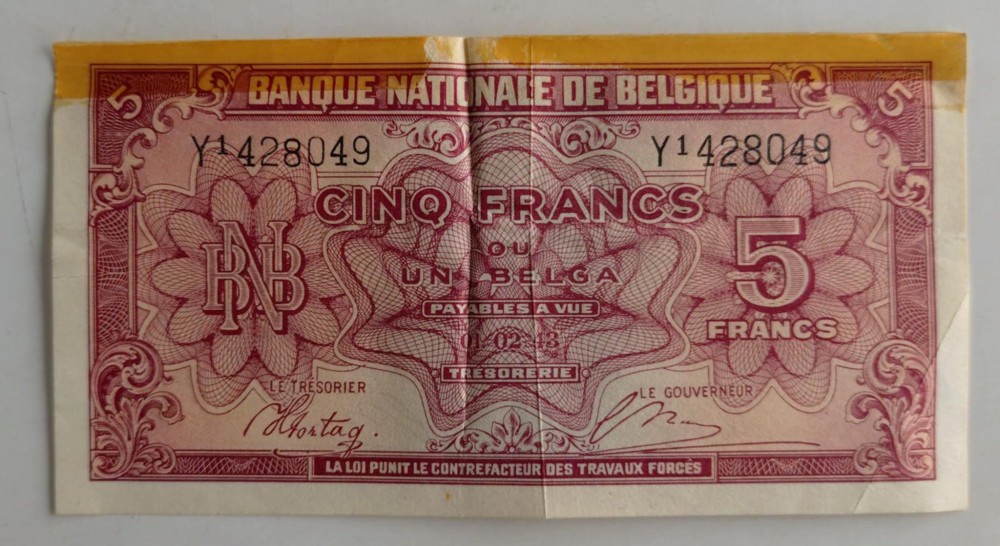 5 BANQUE NATIONALE DE BELGIQUE 5
Y1428049 Y1428049
CINQ FRANCS
OU
UN BELGA
BNB
5
FRANCS
PAYABLES A VUE
01-02-43
TRESORERIE
LE TRESORIER
LE GOUVERNEUR
LA LOI PUNIT LE CONTREFACTEUR DES TRAVAUX FORCÉS